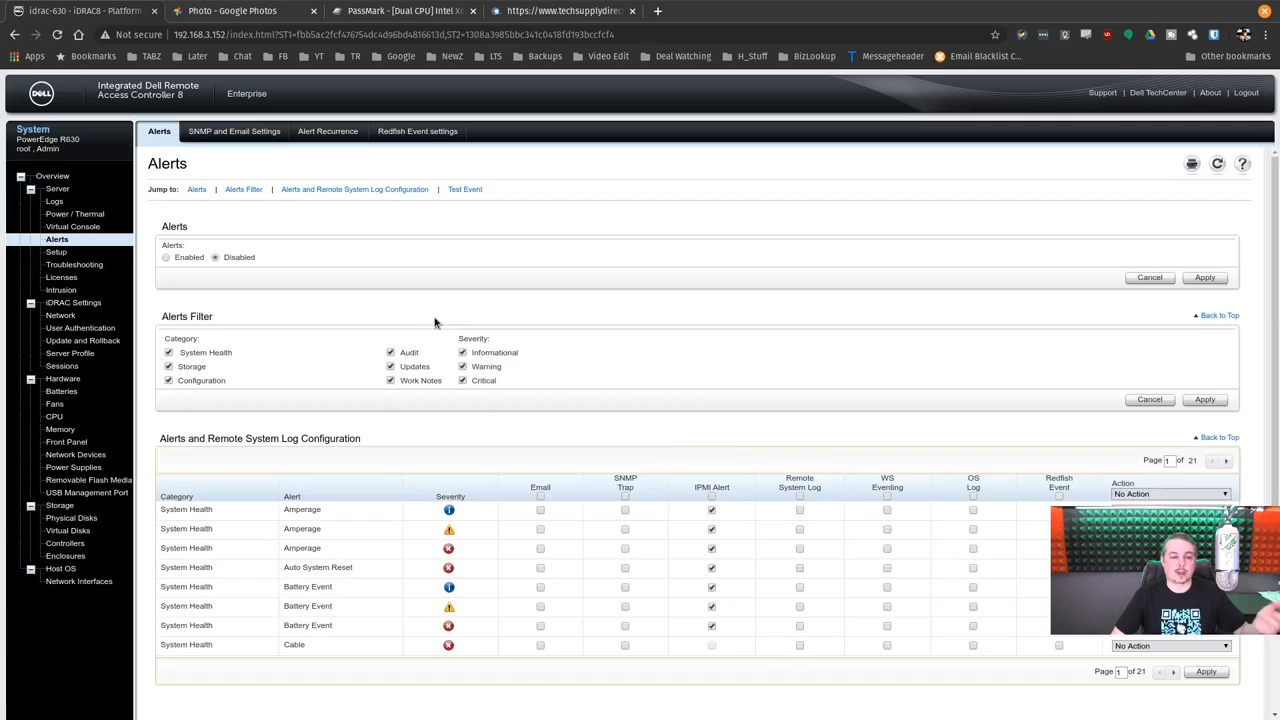 idrac-630 - iDRAC8 - Platform
Photo - Google Photos
PassMark - [Dual CPU] Intel Xe
https://www.techsupplydirec
Not secure
192.168.3.152/index.html?ST1=fbb5ac2fcf476754dc4d96bd4816613d,ST2=1308a3985bbc341c0418fd193bccfcf4
Apps
Bookmarks
TABZ
Later
Chat
FB
YT
TR
Google
NewZ
LTS
Backups
Video Edit
Deal Watching
H_Stuff
BizLookup
Messageheader
Email Blacklist C...
Other bookmarks
DELL
Integrated Dell Remote
Access Controller 8
Enterprise
Support | Dell TechCenter | About | Logout
System
PowerEdge R630
root , Admin
Overview
Server
Logs
Power / Thermal
Virtual Console
Alerts
Setup
Troubleshooting
Licenses
Intrusion
iDRAC Settings
Network
User Authentication
Update and Rollback
Server Profile
Sessions
Hardware
Batteries
Fans
CPU
Memory
Front Panel
Network Devices
Power Supplies
Removable Flash Media
USB Management Port
Storage
Physical Disks
Virtual Disks
Controllers
Enclosures
Host OS
Network Interfaces
Alerts
SNMP and Email Settings
Alert Recurrence
Redfish Event settings
Alerts
Jump to: Alerts | Alerts Filter | Alerts and Remote System Log Configuration | Test Event
Alerts
Alerts:
Enabled Disabled
Cancel Apply
Alerts Filter
Back to Top
Category: Severity:
System Health Audit Informational
Storage Updates Warning
Configuration Work Notes Critical
Cancel Apply
Alerts and Remote System Log Configuration
Back to Top
Page 1 of 21
Category
Alert
Severity
Email
SNMP
Trap
IPMI Alert
Remote
System Log
WS
Eventing
OS
Log
Redfish
Event
Action
No Action
System Health Amperage
System Health Amperage
System Health Amperage
System Health Auto System Reset
System Health Battery Event
System Health Battery Event
System Health Battery Event
System Health Cable No Action
Page 1 of 21 Apply